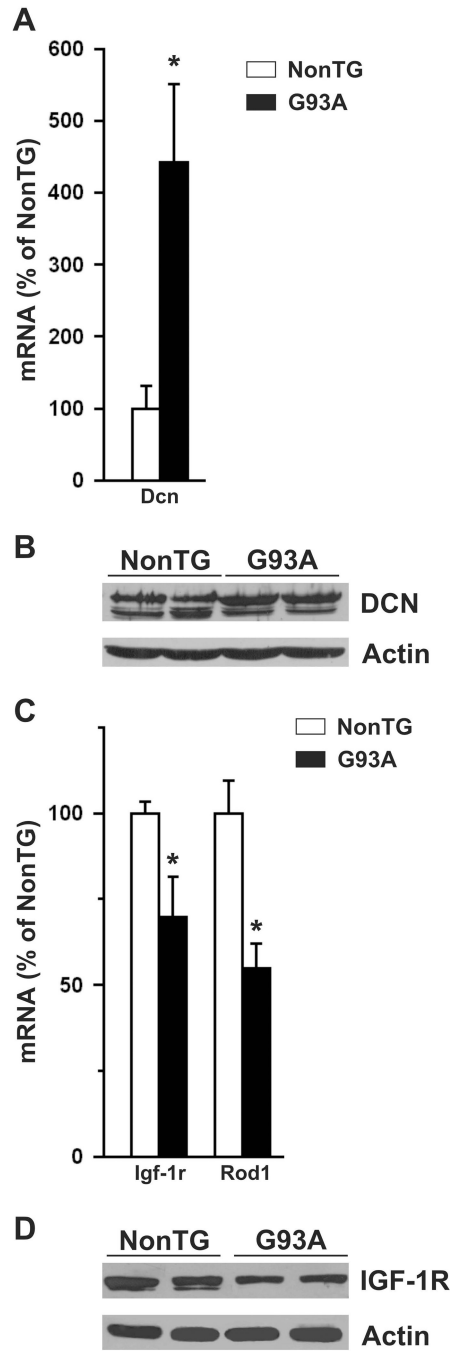 A
600
500
400
300
200
100
0
mRNA (% of NonTG)
*
NonTG
G93A
Dcn
B
NonTG G93A
DCN
Actin
C
NonTG
G93A
100
50
0
mRNA (% of NonTG)
* *
Igf-1r Rod1
D
NonTG G93A
IGF-1R
Actin